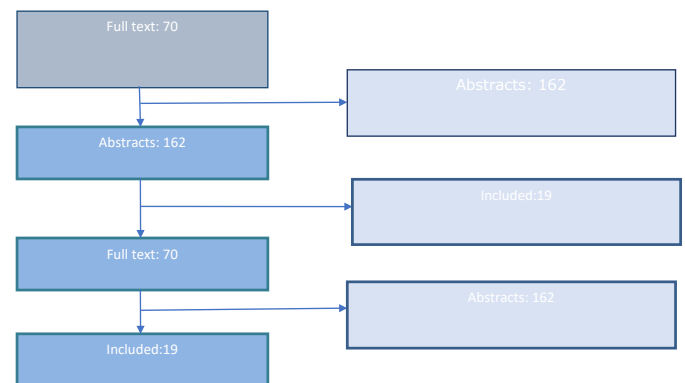 Full text: 70
Abstracts: 162
Abstracts: 162
Included:19
Full text: 70
Abstracts: 162
Included:19